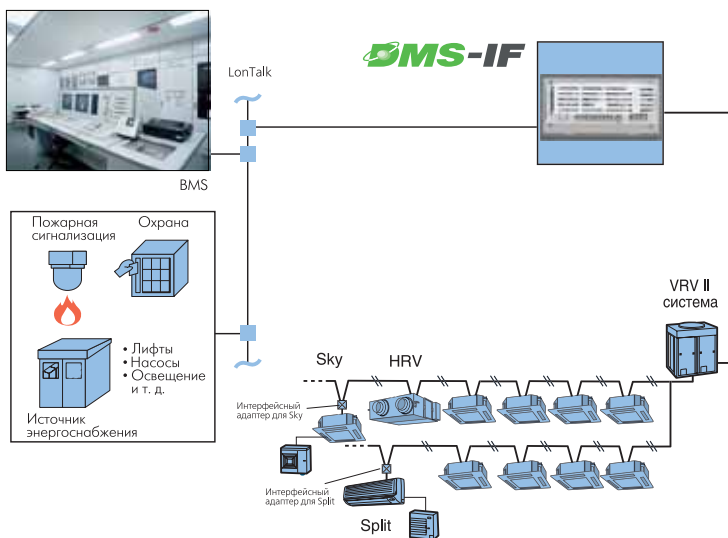 DMS-IF
LonTalk
BMS
Пожарная
сигнализация
Охрана
• Лифты
• Насосы
• Освещение
и т. д.
Источник
энергоснабжения
VRV II
система
Sky
HRV
Интерфейсный
адаптер для Sky
Интерфейсный
адаптер для Split
Split